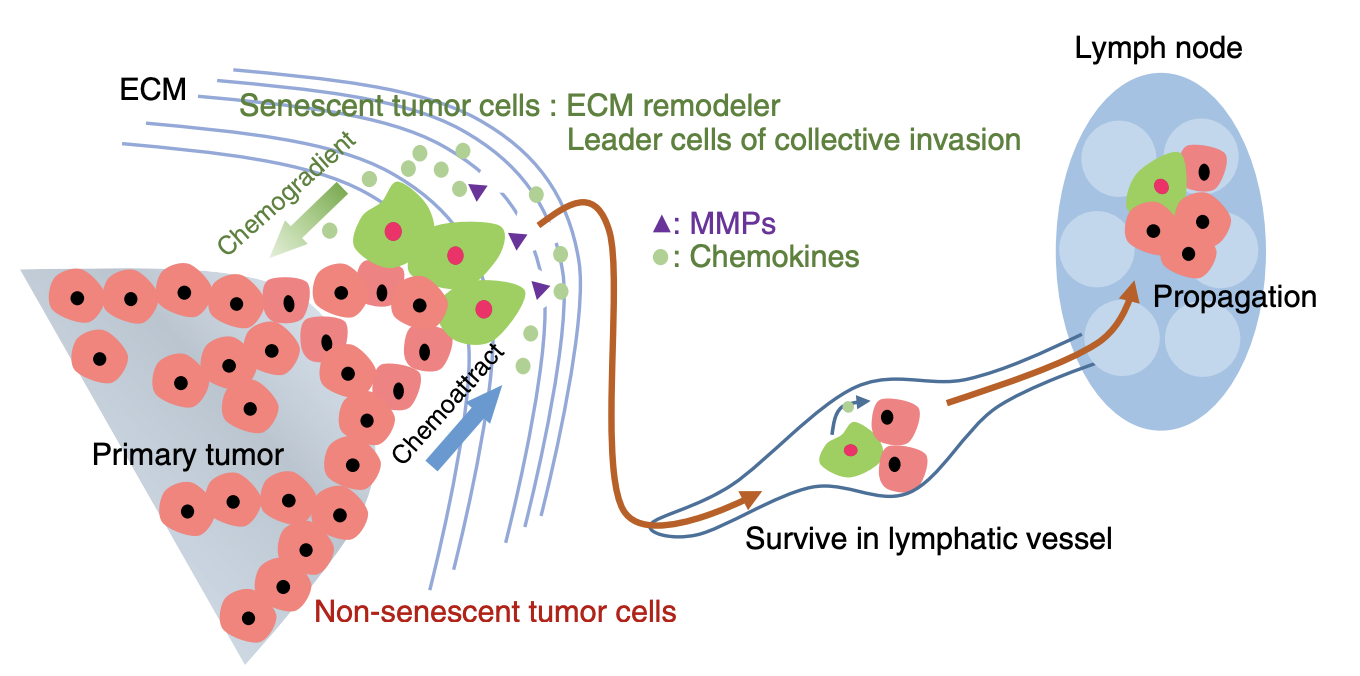 Lymph node
ECM
Senescent tumor cells : ECM remodeler
Leader cells of collective invasion
Chemogradient
: MMPs
: Chemokines
Propagation
Chemoattract
Primary tumor
Survive in lymphatic vessel
Non-senescent tumor cells